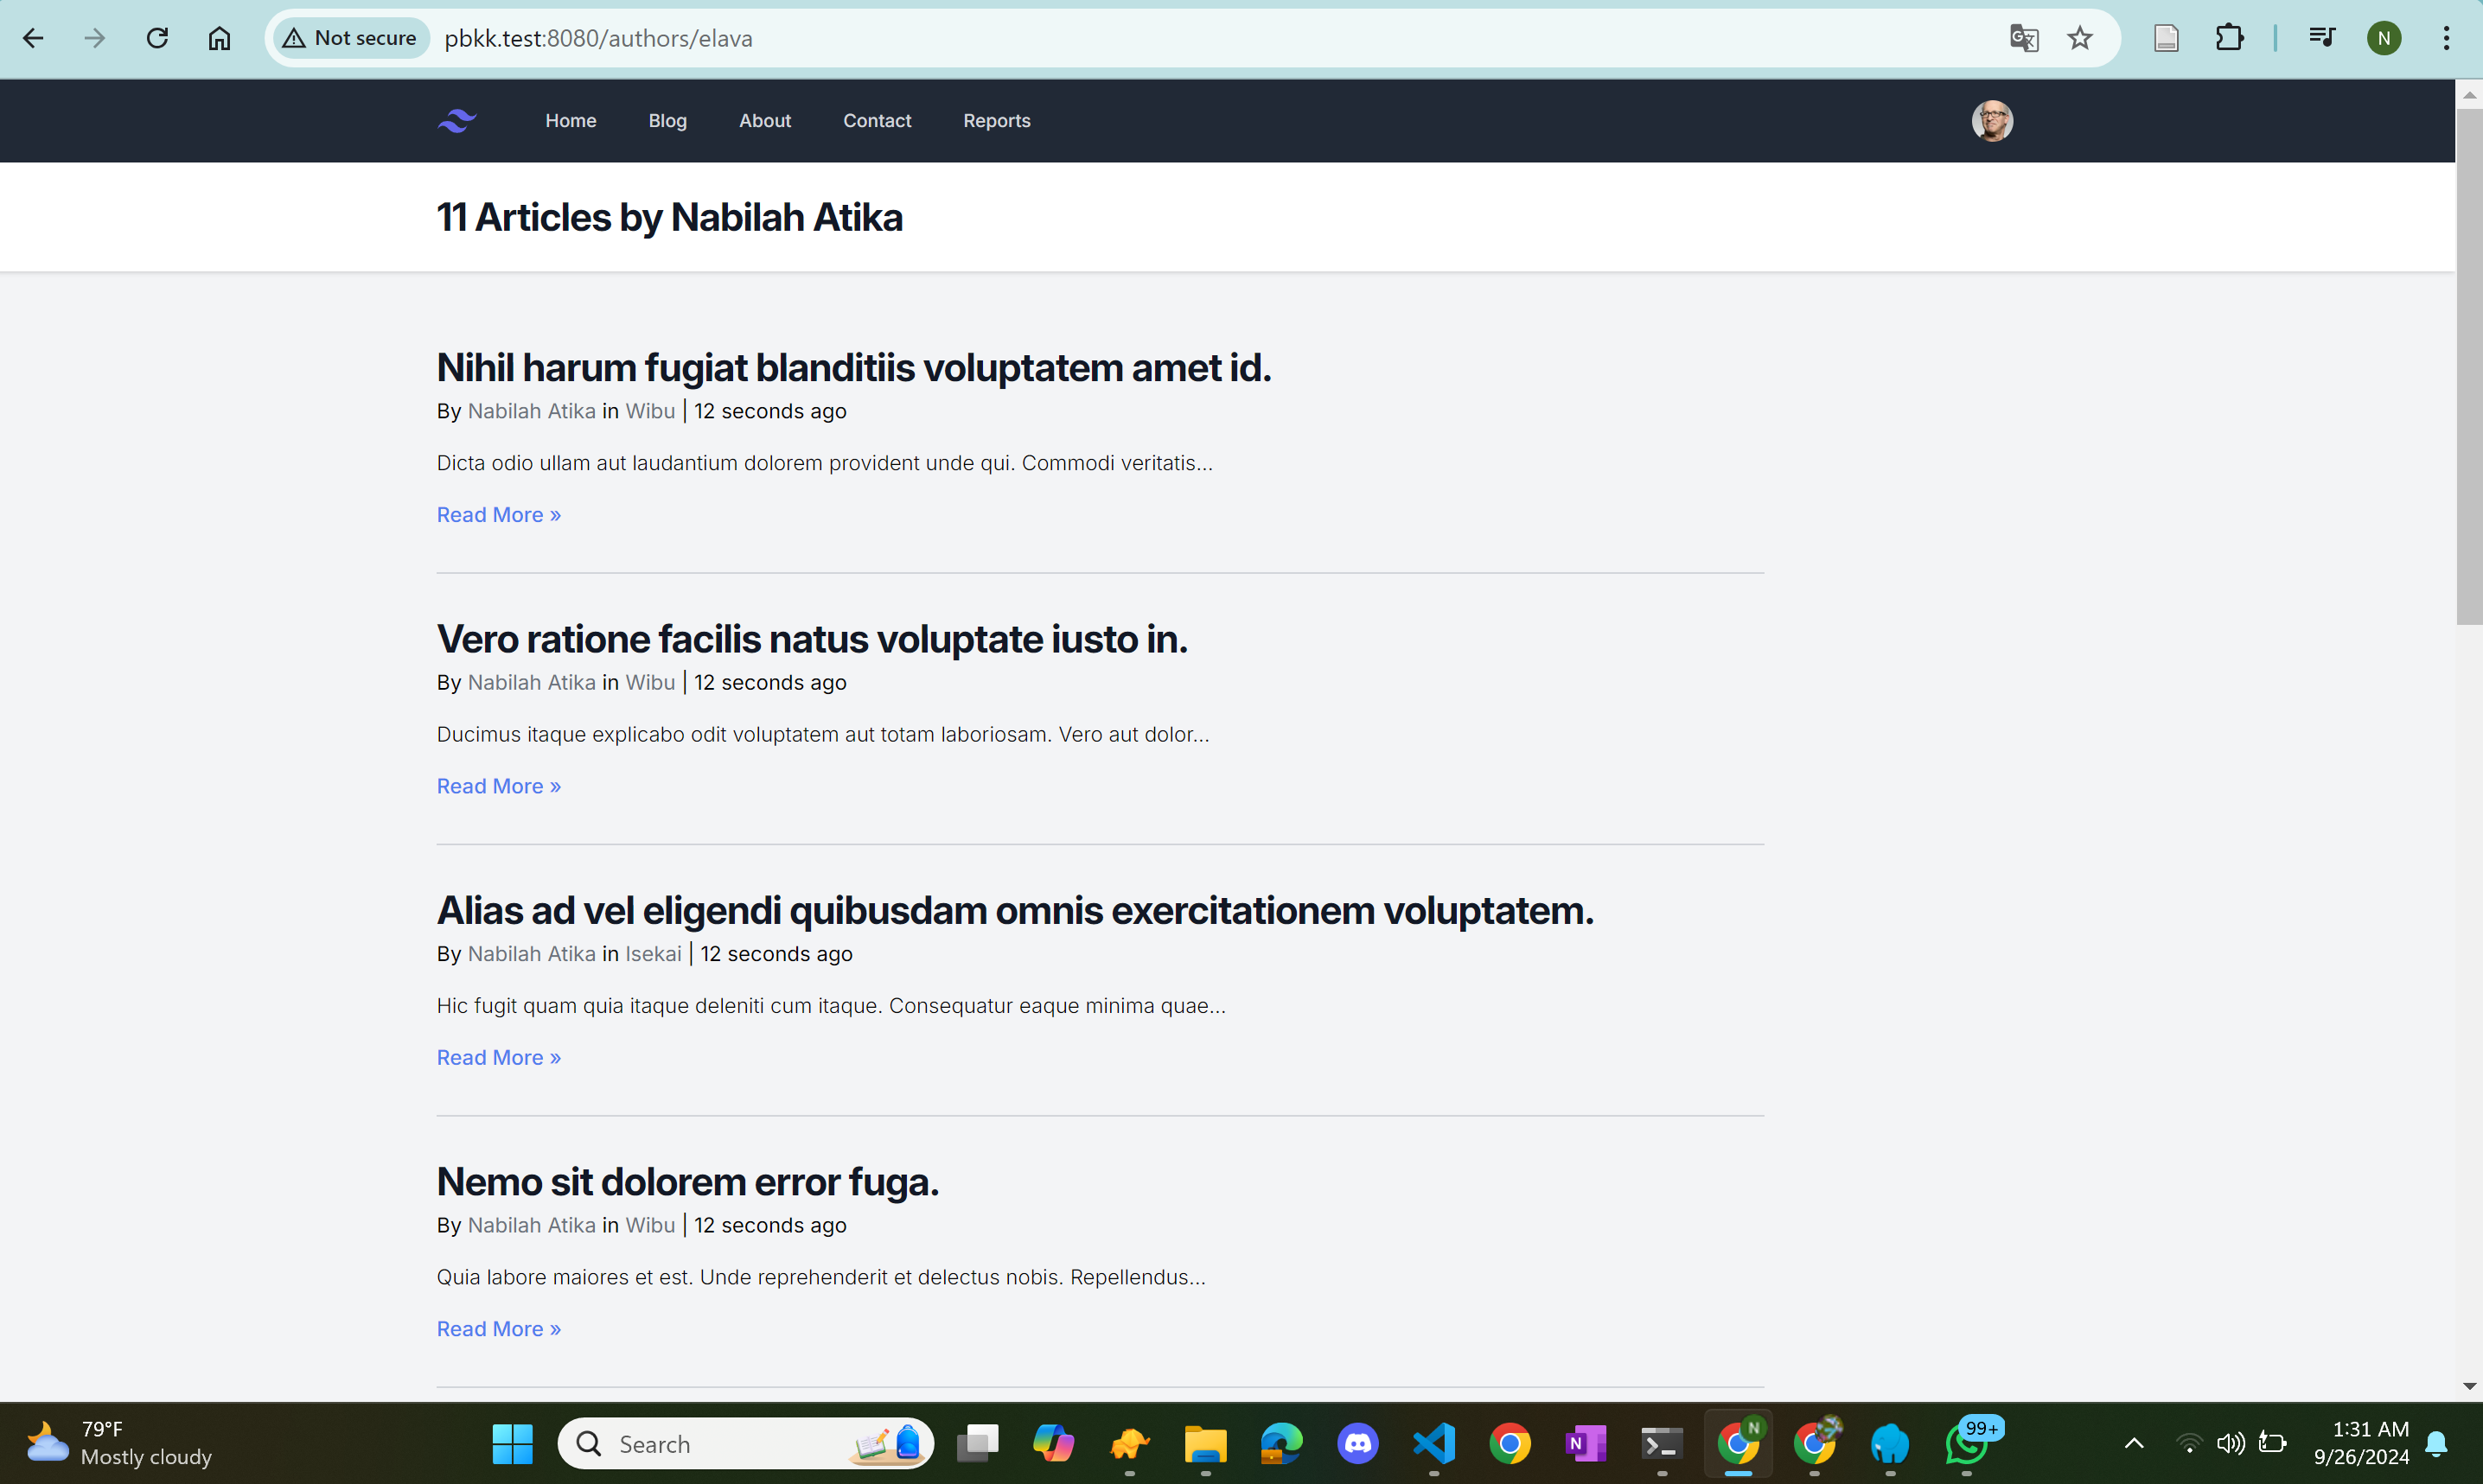 Not secure pbkk.test:8080/authors/elava N
Home Blog About Contact Reports
11 Articles by Nabilah Atika
Nihil harum fugiat blanditiis voluptatem amet id.
By Nabilah Atika in Wibu | 12 seconds ago
Dicta odio ullam aut laudantium dolorem provident unde qui. Commodi veritatis...
Read More »
Vero ratione facilis natus voluptate iusto in.
By Nabilah Atika in Wibu | 12 seconds ago
Ducimus itaque explicabo odit voluptatem aut totam laboriosam. Vero aut dolor...
Read More »
Alias ad vel eligendi quibusdam omnis exercitationem voluptatem.
By Nabilah Atika in Isekai | 12 seconds ago
Hic fugit quam quia itaque deleniti cum itaque. Consequatur eaque minima quae...
Read More »
Nemo sit dolorem error fuga.
By Nabilah Atika in Wibu | 12 seconds ago
Quia labore maiores et est. Unde reprehenderit et delectus nobis. Repellendus...
Read More »
79°F
Mostly cloudy
Search
N
N
99+
1:31 AM
9/26/2024